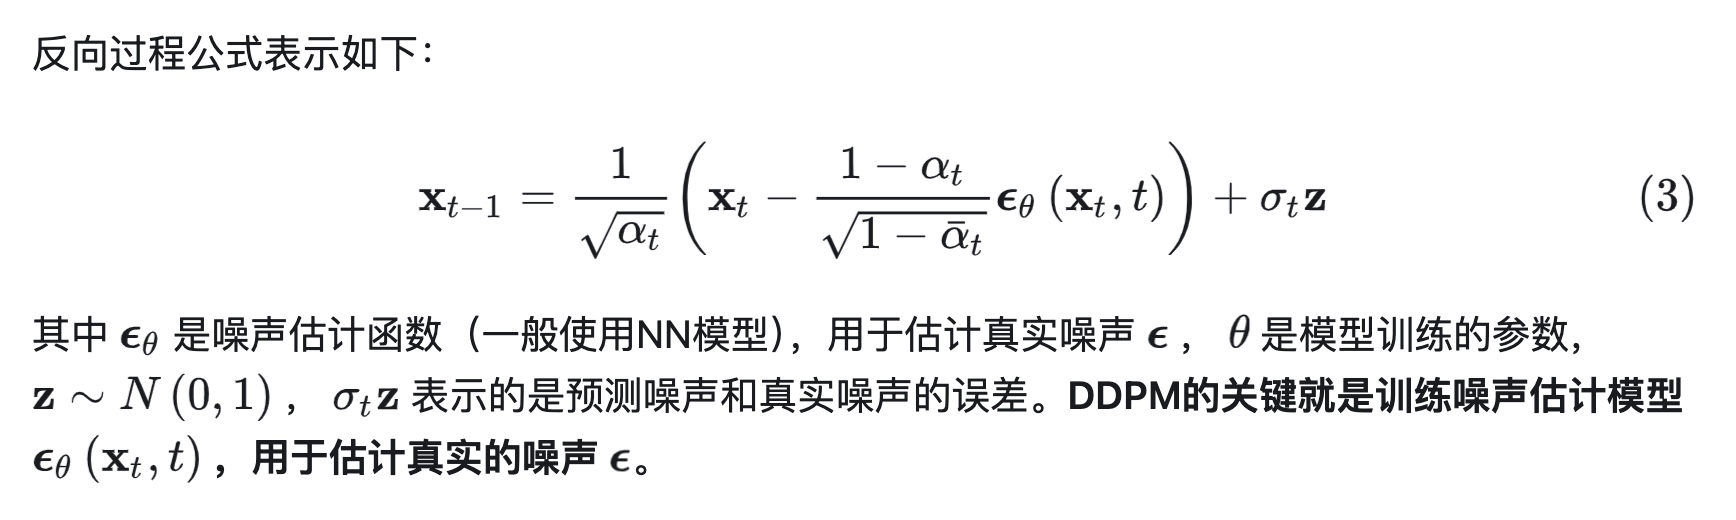 反向过程公式表示如下：
$$\mathbf{x}_{t-1} = \frac{1}{\sqrt{\alpha_t}} \left( \mathbf{x}_t - \frac{1-\alpha_t}{\sqrt{1-\bar{\alpha}_t}} \boldsymbol{\epsilon}_\theta \left( \mathbf{x}_t, t \right) \right) + \sigma_t \mathbf{z} \quad (3)$$
其中 $\boldsymbol{\epsilon}_\theta$ 是噪声估计函数（一般使用NN模型），用于估计真实噪声 $\boldsymbol{\epsilon}$ ， $\theta$ 是模型训练的参数，
$\mathbf{z} \sim N(0, 1)$ ， $\sigma_t \mathbf{z}$ 表示的是预测噪声和真实噪声的误差。DDPM的关键就是训练噪声估计模型
$\boldsymbol{\epsilon}_\theta \left( \mathbf{x}_t, t \right)$ ，用于估计真实的噪声 $\boldsymbol{\epsilon}$。